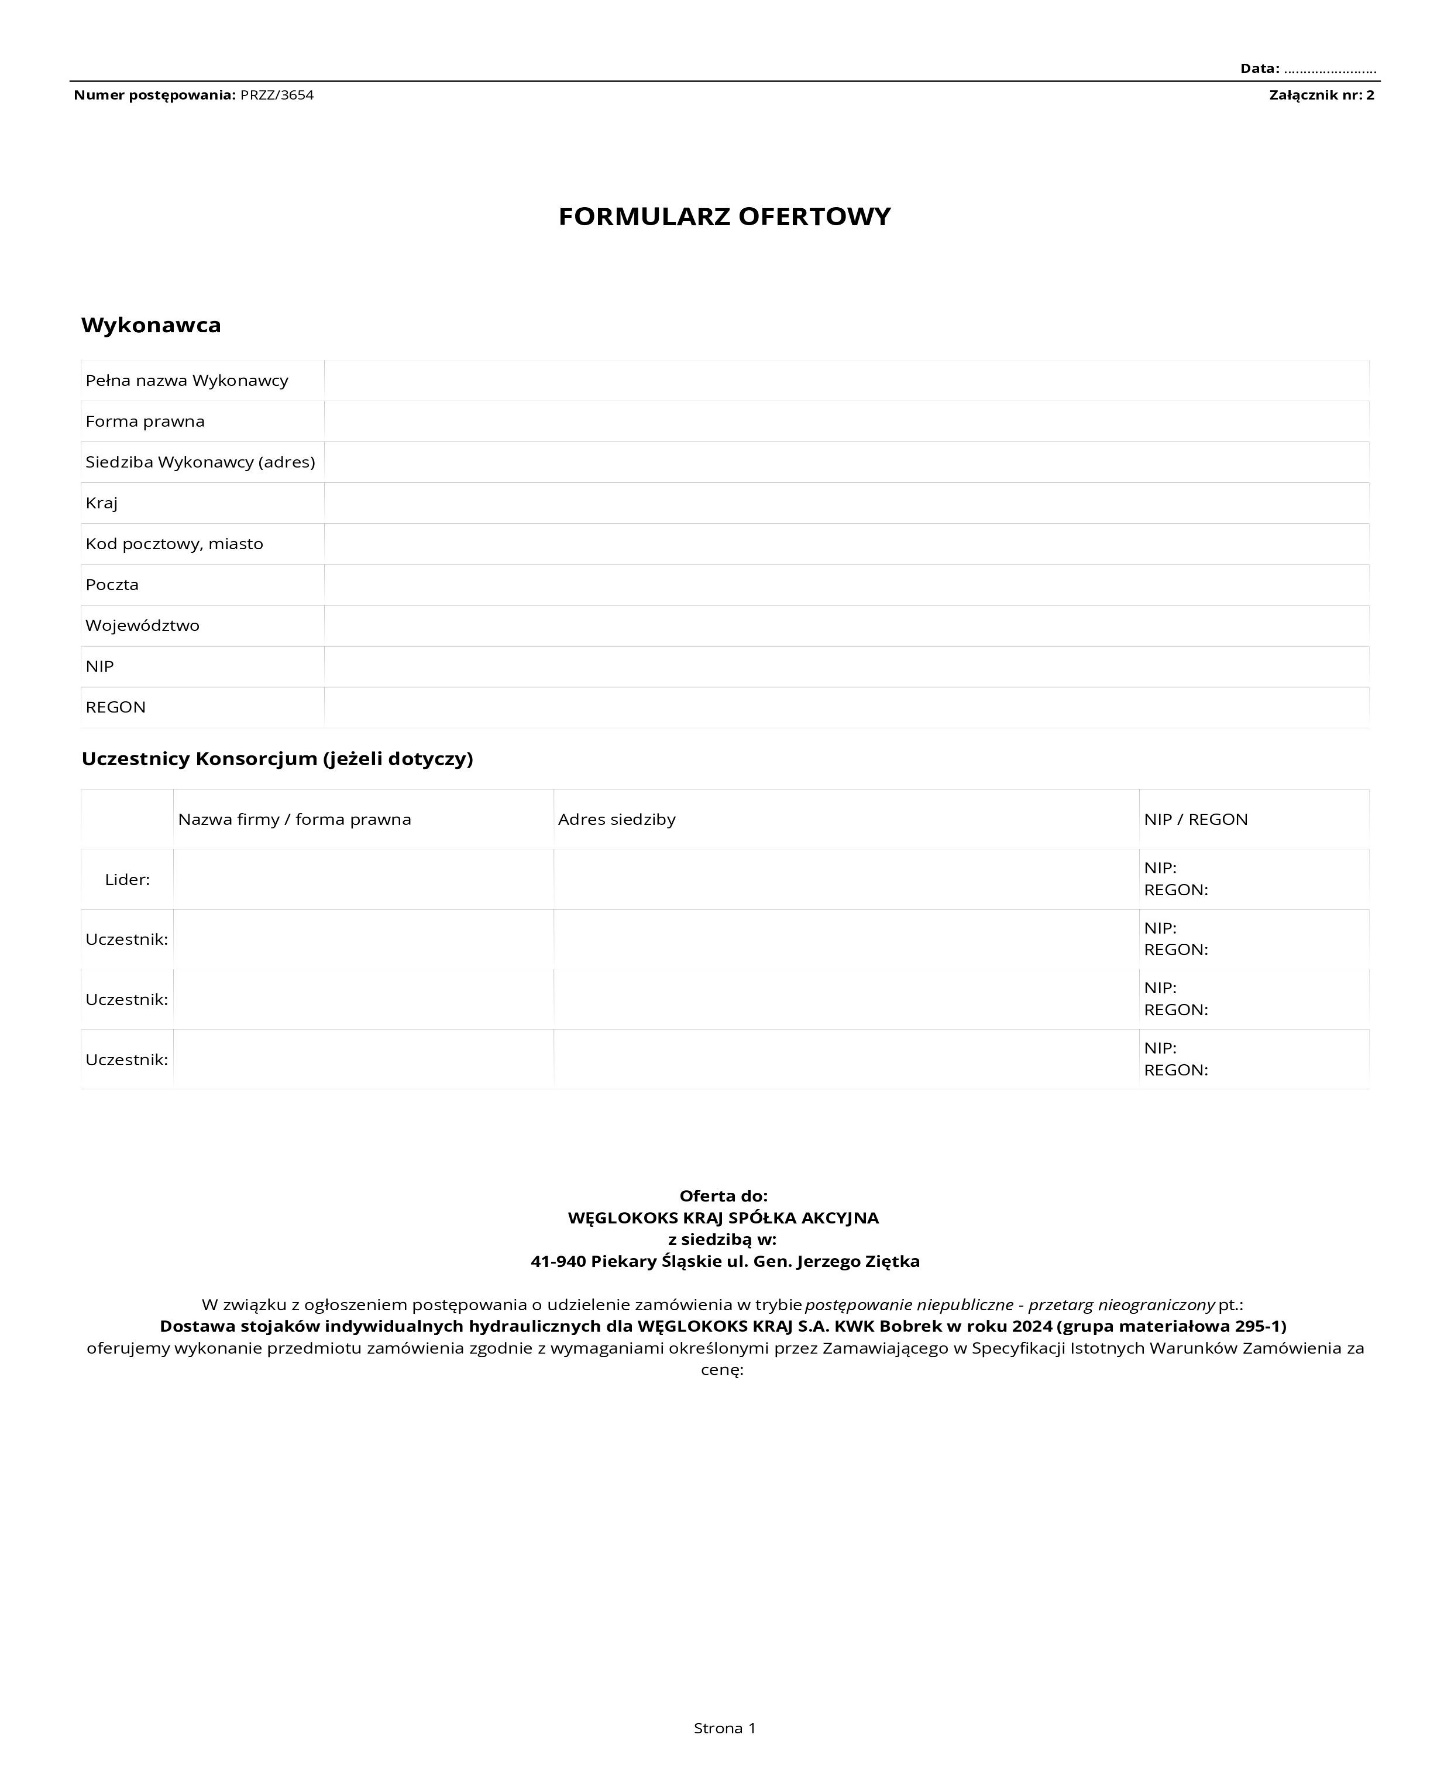 Data: ........................
Numer postępowania: PRZZ/3654 Załącznik nr: 2
FORMULARZ OFERTOWY
Wykonawca
Pełna nazwa Wykonawcy
Forma prawna
Siedziba Wykonawcy (adres)
Kraj
Kod pocztowy, miasto
Poczta
Województwo
NIP
REGON
Uczestnicy Konsorcjum (jeżeli dotyczy)
Nazwa firmy / forma prawna Adres siedziby NIP / REGON
Lider: NIP:
REGON:
Uczestnik: NIP:
REGON:
Uczestnik: NIP:
REGON:
Uczestnik: NIP:
REGON:
Oferta do:
WĘGLOKOKS KRAJ SPÓŁKA AKCYJNA
z siedzibą w:
41-940 Piekary Śląskie ul. Gen. Jerzego Ziętka
W związku z ogłoszeniem postępowania o udzielenie zamówienia w trybie postępowanie niepubliczne - przetarg nieograniczony pt.:
Dostawa stojaków indywidualnych hydraulicznych dla WĘGLOKOKS KRAJ S.A. KWK Bobrek w roku 2024 (grupa materiałowa 295-1)
oferujemy wykonanie przedmiotu zamówienia zgodnie z wymaganiami określonymi przez Zamawiającego w Specyfikacji Istotnych Warunków Zamówienia za
cenę:
Strona 1